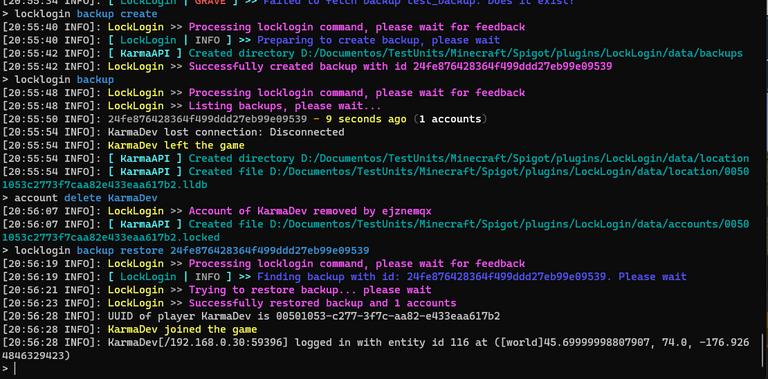 [20:55:34 INFO]: [ LockLogin | GRAVE ] >> Failed to fetch backup test_backup. Does it exist?
> locklogin backup create
[20:55:40 INFO]: LockLogin >> Processing locklogin command, please wait for feedback
[20:55:40 INFO]: [ LockLogin | INFO ] >> Preparing to create backup, please wait
[20:55:42 INFO]: [ KarmaAPI ] Created directory D:/Documentos/TestUnits/Minecraft/Spigot/plugins/LockLogin/data/backups
[20:55:42 INFO]: LockLogin >> Successfully created backup with id 24fe876428364f499ddd27eb99e09539
> locklogin backup
[20:55:48 INFO]: LockLogin >> Processing locklogin command, please wait for feedback
[20:55:48 INFO]: LockLogin >> Listing backups, please wait...
[20:55:50 INFO]: 24fe876428364f499ddd27eb99e09539 - 9 seconds ago (1 accounts)
[20:55:54 INFO]: KarmaDev lost connection: Disconnected
[20:55:54 INFO]: KarmaDev left the game
[20:55:54 INFO]: [ KarmaAPI ] Created directory D:/Documentos/TestUnits/Minecraft/Spigot/plugins/LockLogin/data/location
[20:55:54 INFO]: [ KarmaAPI ] Created file D:/Documentos/TestUnits/Minecraft/Spigot/plugins/LockLogin/data/location/0050
1053c2773f7caa82e433eaa617b2.lldb
> account delete KarmaDev
[20:56:07 INFO]: LockLogin >> Account of KarmaDev removed by ejznemqx
[20:56:07 INFO]: [ KarmaAPI ] Created file D:/Documentos/TestUnits/Minecraft/Spigot/plugins/LockLogin/data/accounts/0050
1053c2773f7caa82e433eaa617b2.locked
> locklogin backup restore 24fe876428364f499ddd27eb99e09539
[20:56:19 INFO]: LockLogin >> Processing locklogin command, please wait for feedback
[20:56:19 INFO]: [ LockLogin | INFO ] >> Finding backup with id: 24fe876428364f499ddd27eb99e09539. Please wait
[20:56:21 INFO]: LockLogin >> Trying to restore backup... please wait
[20:56:23 INFO]: LockLogin >> Successfully restored backup and 1 accounts
[20:56:28 INFO]: UUID of player KarmaDev is 00501053-c277-3f7c-aa82-e433eaa617b2
[20:56:28 INFO]: KarmaDev joined the game
[20:56:28 INFO]: KarmaDev[/192.168.0.30:59396] logged in with entity id 116 at ([world]45.69999998807907, 74.0, -176.926
4846329423)
>